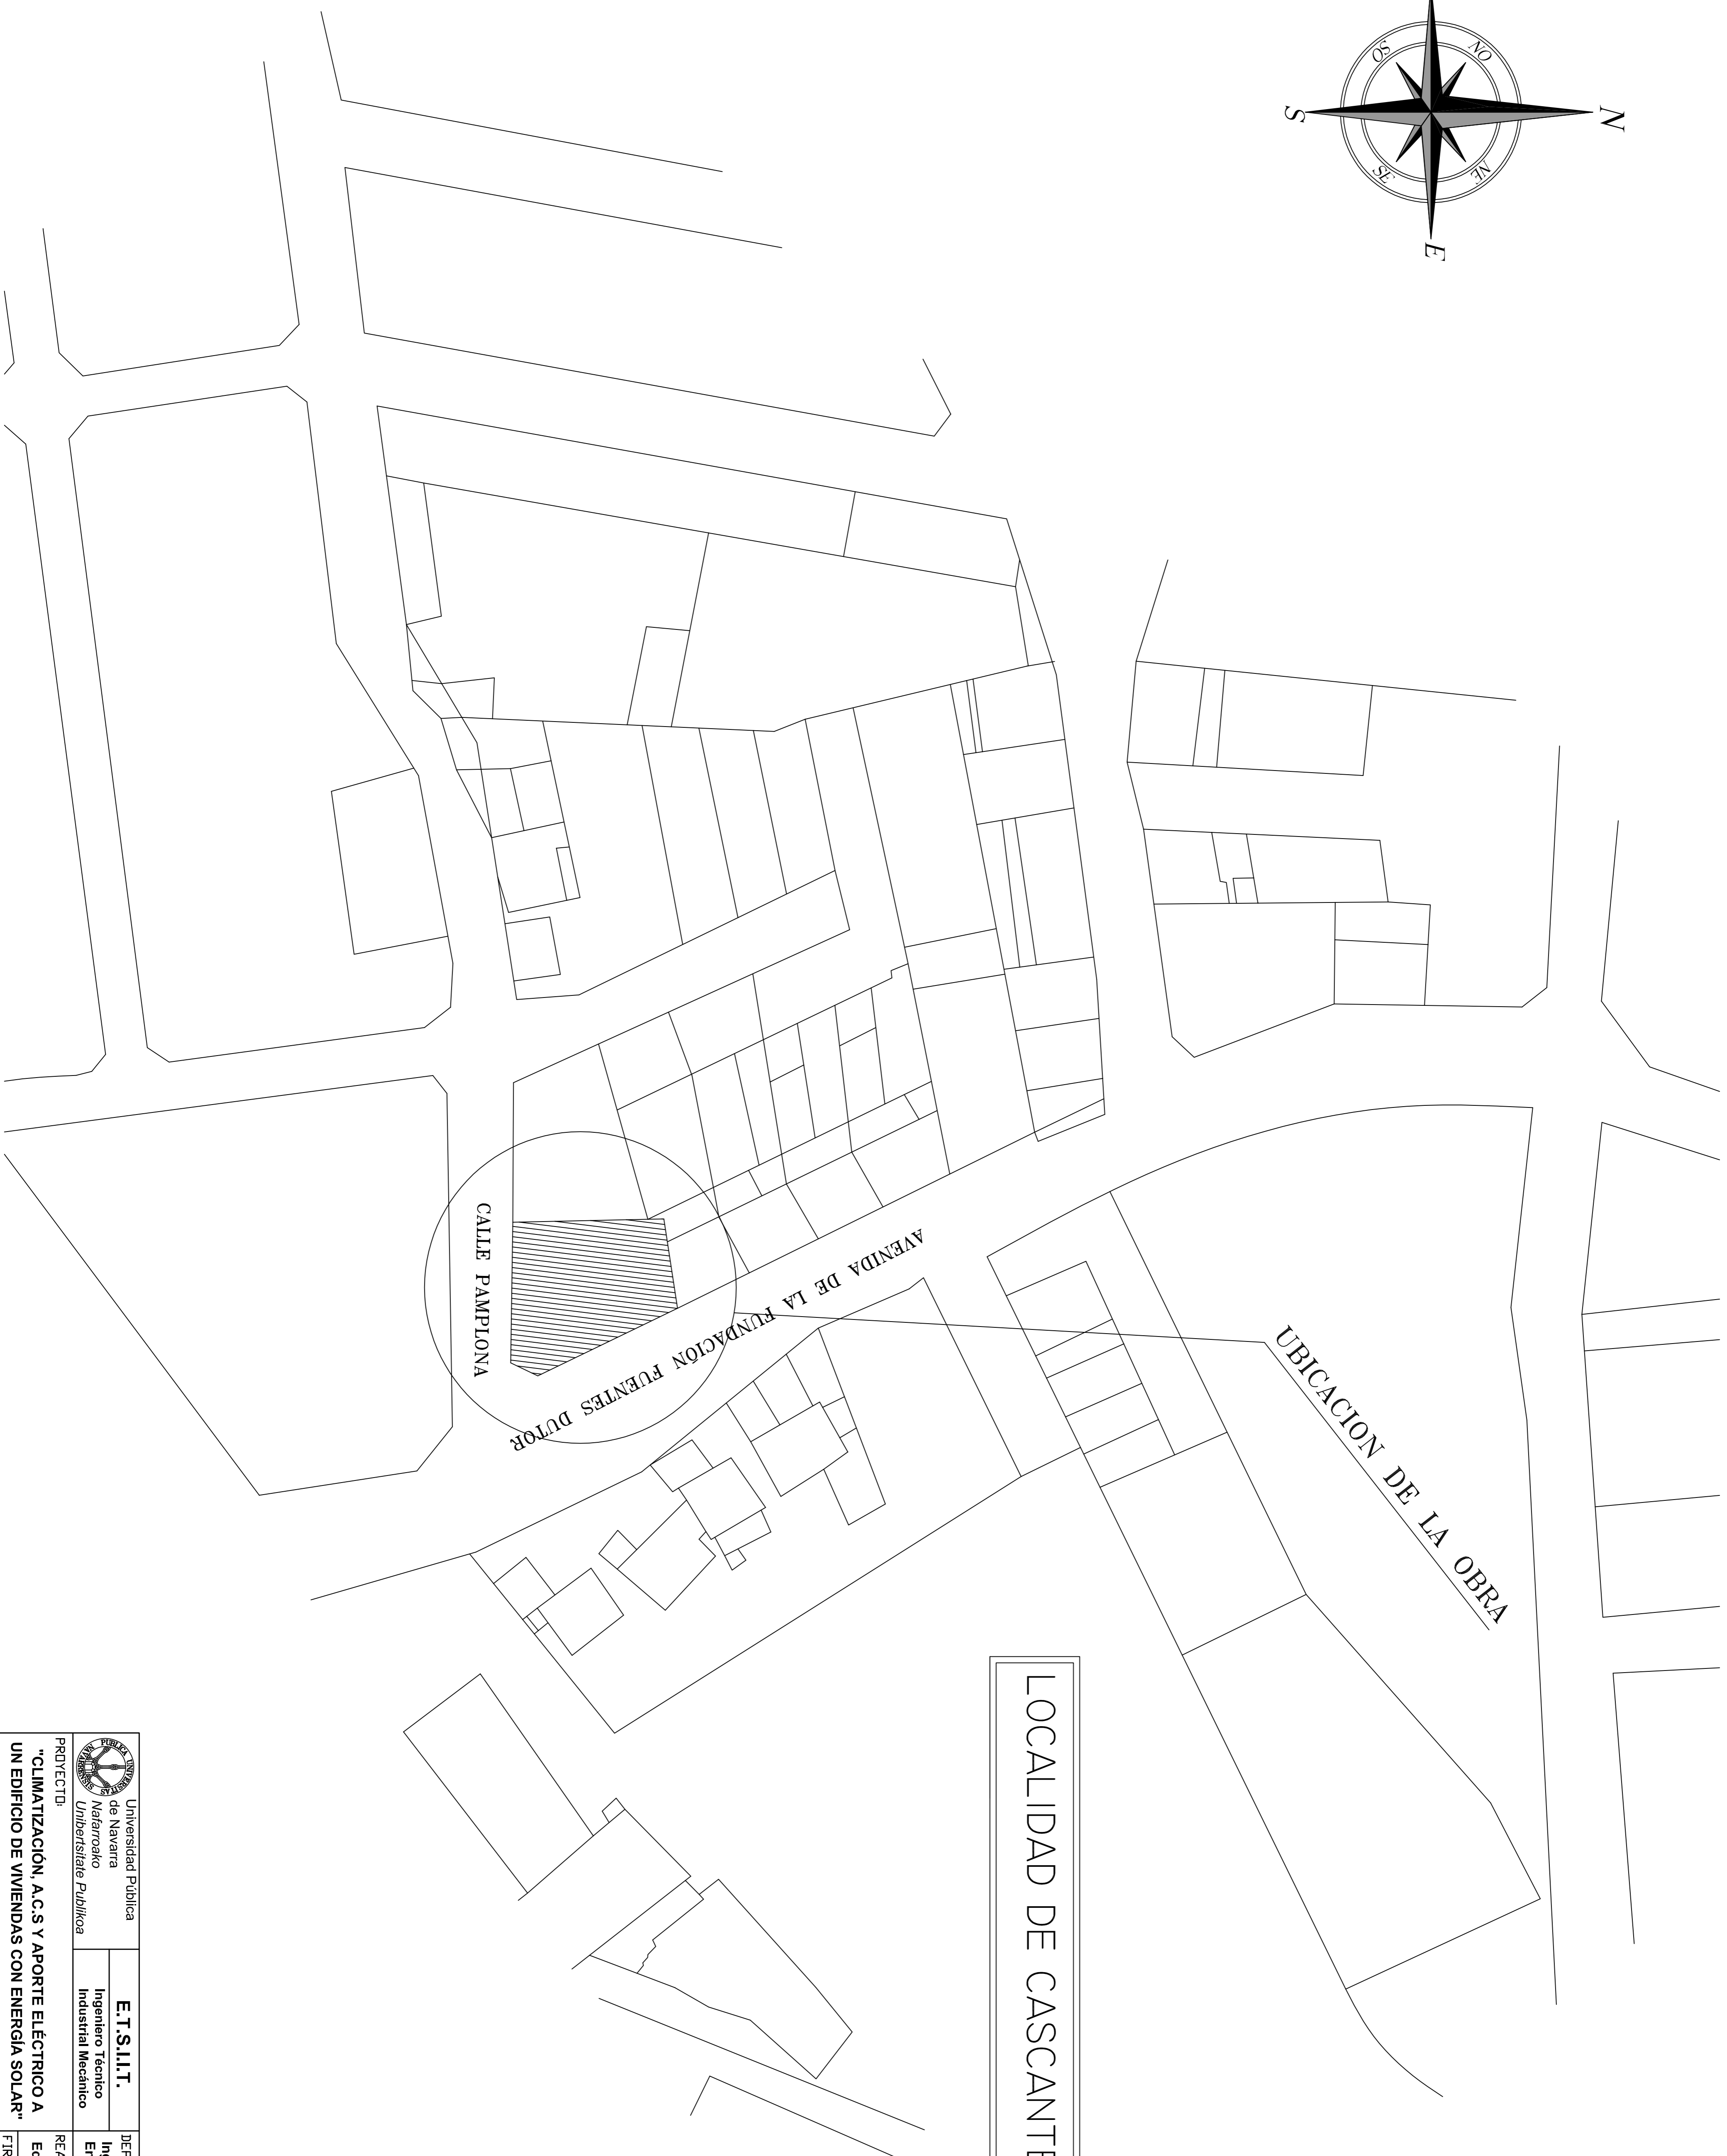 N
NO
NE
E
SE
S
OS
UBICACION DE LA OBRA
AVENIDA DE LA FUNDACIÓN FUENTES DUTOR
CALLE PAMPLONA
LOCALIDAD DE CASCANTE
Universidad Pública
de Navarra
Nafarroako
Unibertsitate Publikoa
E.T.S.I.I.T.
Ingeniero Técnico
Industrial Mecánico
PROYECTO:
"CLIMATIZACIÓN, A.C.S Y APORTE ELÉCTRICO A
UN EDIFICIO DE VIVIENDAS CON ENERGÍA SOLAR"